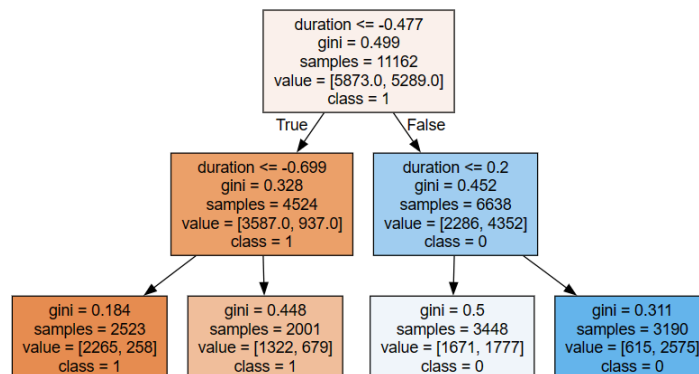 duration <= -0.477
gini = 0.499
samples = 11162
value = [5873.0, 5289.0]
class = 1
True
False
duration <= -0.699
gini = 0.328
samples = 4524
value = [3587.0, 937.0]
class = 1
duration <= 0.2
gini = 0.452
samples = 6638
value = [2286, 4352]
class = 0
gini = 0.184
samples = 2523
value = [2265, 258]
class = 1
gini = 0.448
samples = 2001
value = [1322, 679]
class = 1
gini = 0.5
samples = 3448
value = [1671, 1777]
class = 0
gini = 0.311
samples = 3190
value = [615, 2575]
class = 0